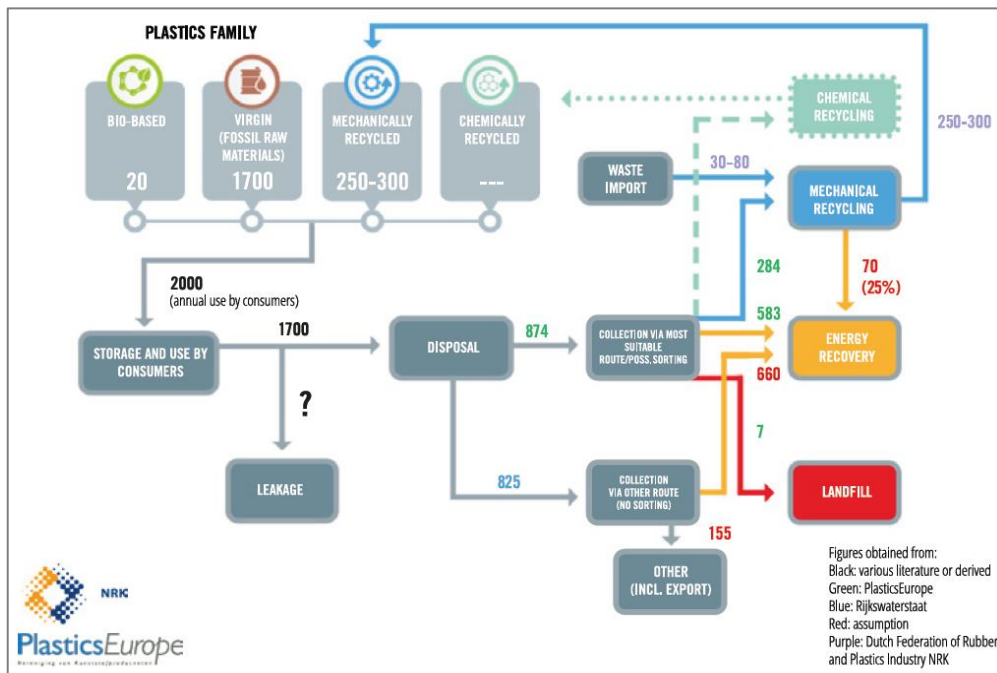 PLASTICS FAMILY
BIO-BASED
20
VIRGIN
(FOSSIL RAW
MATERIALS)
1700
MECHANICALLY
RECYCLED
250-300
CHEMICALLY
RECYCLED
---
CHEMICAL
RECYCLING
250-300
WASTE
IMPORT
30-80
MECHANICAL
RECYCLING
2000
(annual use by consumers)
284
70
(25%)
583
STORAGE AND USE BY
CONSUMERS
1700
DISPOSAL
874
COLLECTION VIA MOST
SUITABLE
ROUTE/POSS. SORTING
ENERGY
RECOVERY
660
?
7
LEAKAGE
825
COLLECTION
VIA OTHER ROUTE
(NO SORTING)
LANDFILL
155
OTHER
(INCL. EXPORT)
Figures obtained from:
Black: various literature or derived
Green: PlasticsEurope
Blue: Rijkswaterstaat
Red: assumption
Purple: Dutch Federation of Rubber
and Plastics Industry NRK
NRK
PlasticsEurope
Vereniging van Kunststofproducenten